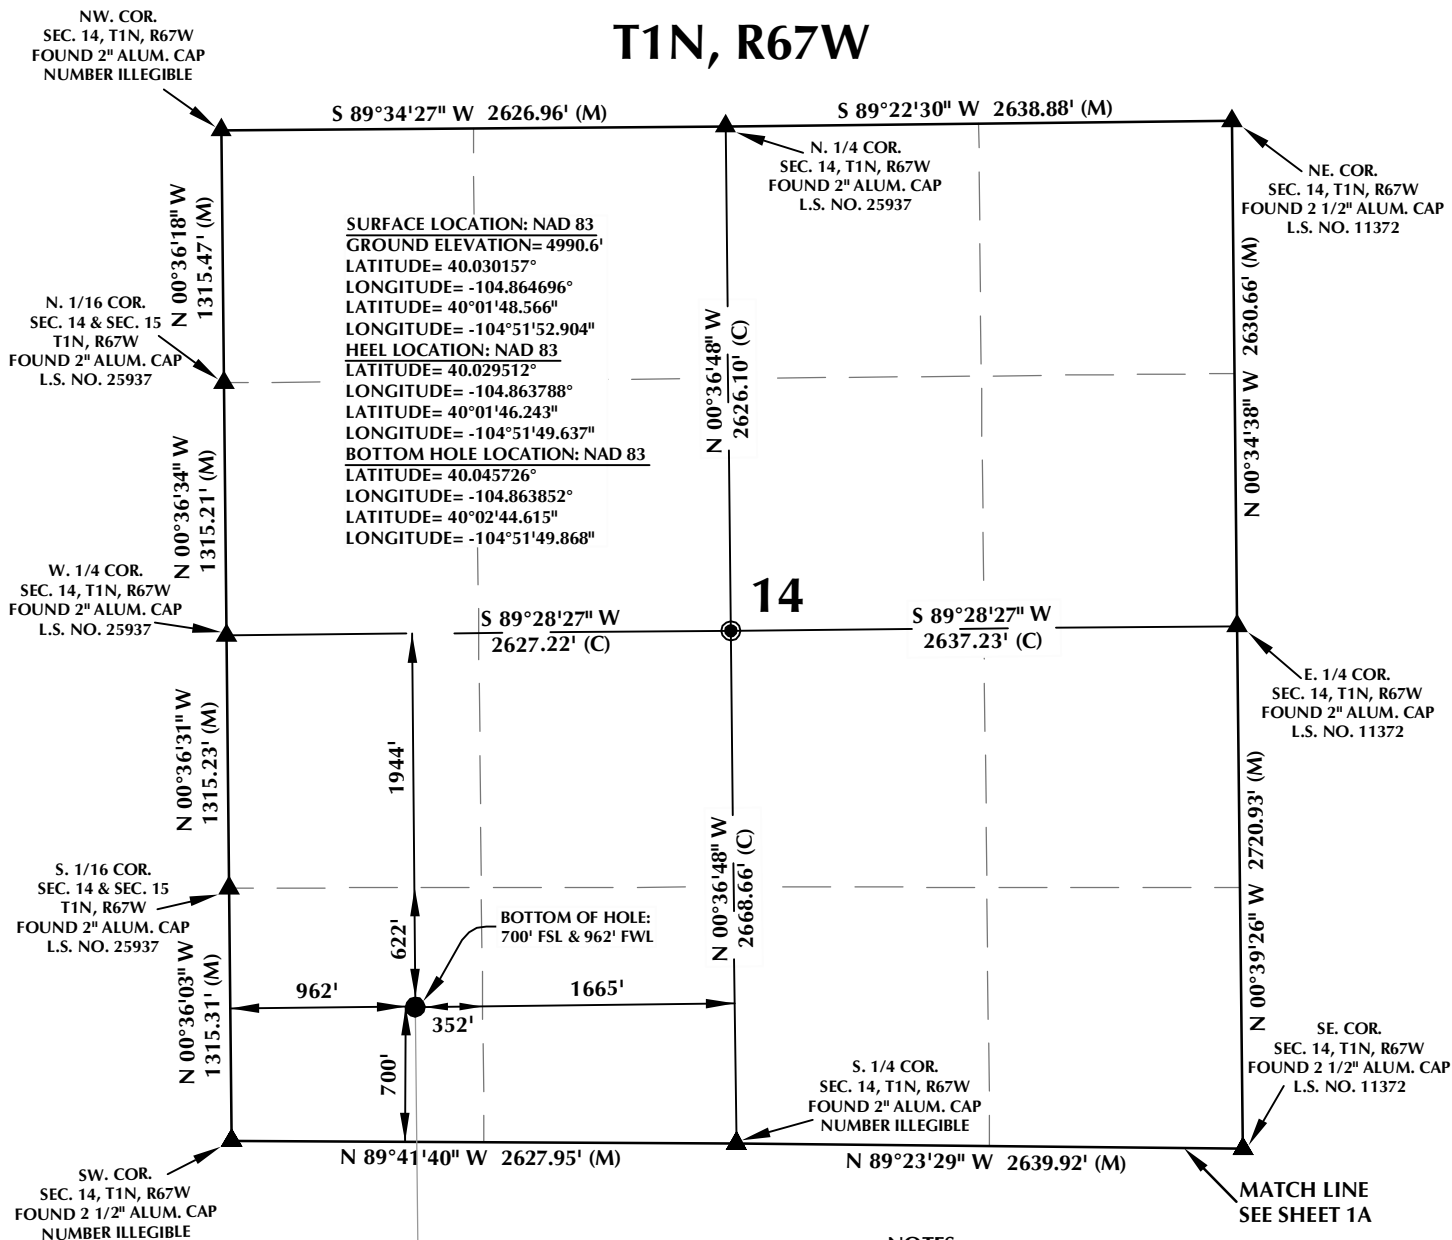 T1N, R67W
NW. COR.
SEC. 14, T1N, R67W
FOUND 2" ALUM. CAP
NUMBER ILLEGIBLE
S 89°34'27" W 2626.96' (M)
S 89°22'30" W 2638.88' (M)
N. 1/4 COR.
SEC. 14, T1N, R67W
FOUND 2" ALUM. CAP
L.S. NO. 25937
NE. COR.
SEC. 14, T1N, R67W
FOUND 2 1/2" ALUM. CAP
L.S. NO. 11372
N 00°36'18" W
1315.47' (M)
SURFACE LOCATION: NAD 83
GROUND ELEVATION= 4990.6'
LATITUDE= 40.030157°
LONGITUDE= -104.864696°
LATITUDE= 40°01'48.566"
LONGITUDE= -104°51'52.904"
HEEL LOCATION: NAD 83
LATITUDE= 40.029512°
LONGITUDE= -104.863788°
LATITUDE= 40°01'46.243"
LONGITUDE= -104°51'49.637"
BOTTOM HOLE LOCATION: NAD 83
LATITUDE= 40.045726°
LONGITUDE= -104.863852°
LATITUDE= 40°02'44.615"
LONGITUDE= -104°51'49.868"
N 00°36'48" W
2626.10' (C)
N 00°34'38" W 2630.66' (M)
N. 1/16 COR.
SEC. 14 & SEC. 15
T1N, R67W
FOUND 2" ALUM. CAP
L.S. NO. 25937
N 00°36'34" W
1315.21' (M)
W. 1/4 COR.
SEC. 14, T1N, R67W
FOUND 2" ALUM. CAP
L.S. NO. 25937
14
S 89°28'27" W
2627.22' (C)
S 89°28'27" W
2637.23' (C)
E. 1/4 COR.
SEC. 14, T1N, R67W
FOUND 2" ALUM. CAP
L.S. NO. 11372
N 00°36'31" W
1315.23' (M)
1944'
N 00°36'48" W
2668.66' (C)
N 00°39'26" W 2720.93' (M)
S. 1/16 COR.
SEC. 14 & SEC. 15
T1N, R67W
FOUND 2" ALUM. CAP
L.S. NO. 25937
622'
BOTTOM OF HOLE:
700' FSL & 962' FWL
N 00°36'03" W
1315.31' (M)
962'
352'
1665'
700'
S. 1/4 COR.
SEC. 14, T1N, R67W
FOUND 2" ALUM. CAP
NUMBER ILLEGIBLE
SE. COR.
SEC. 14, T1N, R67W
FOUND 2 1/2" ALUM. CAP
L.S. NO. 11372
N 89°41'40" W 2627.95' (M)
N 89°23'29" W 2639.92' (M)
SW. COR.
SEC. 14, T1N, R67W
FOUND 2 1/2" ALUM. CAP
NUMBER ILLEGIBLE
MATCH LINE
SEE SHEET 1A